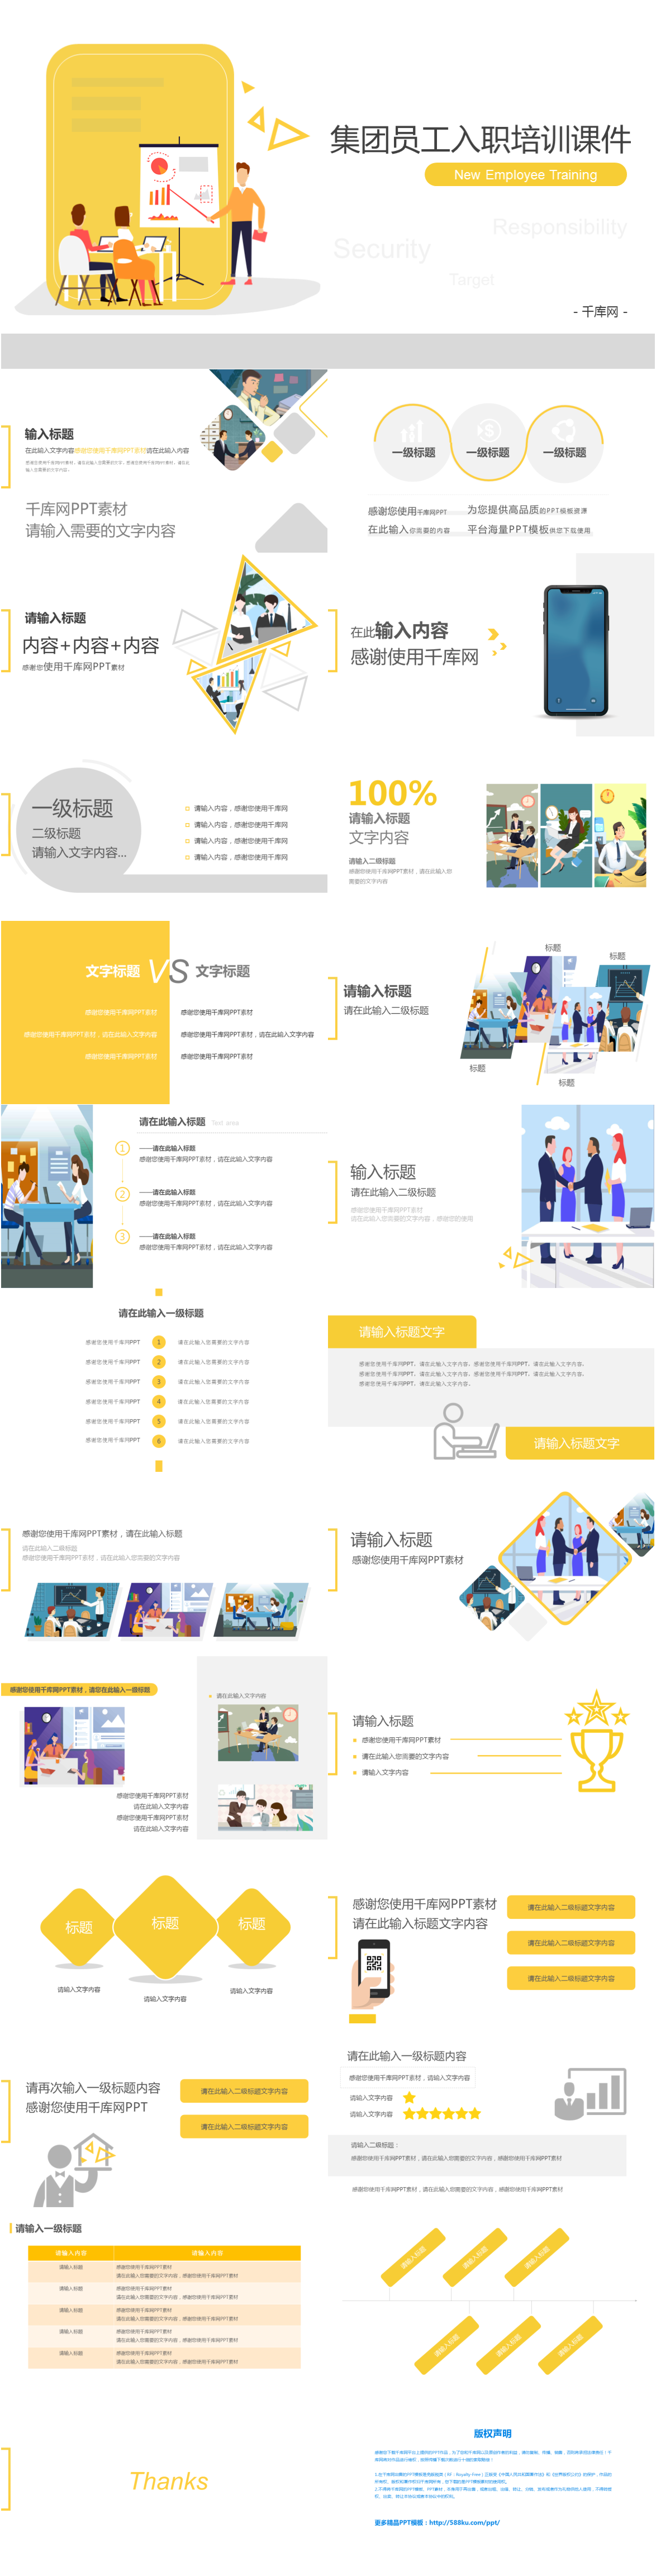 集团员工入职培训课件
New Employee Training
Responsibility
Security
Target
- 千库网 -
输入标题
在此输入文字内容感谢您使用千库网PPT素材请在此输入内容
千库网PPT素材
请输入需要的文字内容
一级标题 一级标题 一级标题
感谢您使用千库网PPT 为您提供高品质的PPT模板资源
在此输入你需要的内容 平台海量PPT模板供您下载使用
请输入标题
内容+内容+内容
感谢您使用千库网PPT素材
在此输入内容
感谢使用千库网
一级标题
二级标题
请输入文字内容...
请输入内容，感谢您使用千库网
请输入内容，感谢您使用千库网
请输入内容，感谢您使用千库网
请输入内容，感谢您使用千库网
100%
请输入标题
文字内容
请输入二级标题
感谢您使用千库网PPT素材，请在此输入您
需要的文字内容
文字标题 VS 文字标题
感谢您使用千库网PPT素材 感谢您使用千库网PPT素材
感谢您使用千库网PPT素材，请在此输入文字内容 感谢您使用千库网PPT素材，请在此输入文字内容
感谢您使用千库网PPT素材 感谢您使用千库网PPT素材
请输入标题
请在此输入二级标题
标题
标题
标题
标题
请在此输入标题 Text area
1 ——请在此输入标题
感谢您使用千库网PPT素材，请在此输入文字内容
2 ——请在此输入标题
感谢您使用千库网PPT素材，请在此输入文字内容
3 ——请在此输入标题
感谢您使用千库网PPT素材，请在此输入文字内容
输入标题
请在此输入二级标题
感谢您使用千库网PPT素材
请在此输入您需要的文字内容，感谢您的使用
请在此输入一级标题
感谢您使用千库网PPT 1 请在此输入您需要的文字内容
感谢您使用千库网PPT 2 请在此输入您需要的文字内容
感谢您使用千库网PPT 3 请在此输入您需要的文字内容
感谢您使用千库网PPT 4 请在此输入您需要的文字内容
感谢您使用千库网PPT 5 请在此输入您需要的文字内容
感谢您使用千库网PPT 6 请在此输入您需要的文字内容
请输入标题文字
感谢您使用千库网PPT，请在此输入文字内容，感谢您使用千库网PPT，请在此输入文字内容，
感谢您使用千库网PPT，请在此输入文字内容，感谢您使用千库网PPT，请在此输入文字内容，
感谢您使用千库网PPT，请在此输入文字内容，
请输入标题文字
感谢您使用千库网PPT素材，请在此输入标题
请在此输入二级标题
感谢您使用千库网PPT素材，请在此输入您需要的文字内容
请输入标题
感谢您使用千库网PPT素材
感谢您使用千库网PPT素材，请您在此输入一级标题
感谢您使用千库网PPT素材
请在此输入文字内容
感谢您使用千库网PPT素材
请在此输入文字内容
请在此输入文字内容
请输入标题
感谢您使用千库网PPT素材
请在此输入您需要的文字内容
请输入文字内容
标题 标题 标题
请输入文字内容 请输入文字内容 请输入文字内容
感谢您使用千库网PPT素材
请在此输入标题文字内容
请在此输入二级标题文字内容
请在此输入二级标题文字内容
请在此输入二级标题文字内容
请再次输入一级标题内容
感谢您使用千库网PPT
请在此输入二级标题文字内容
请在此输入二级标题文字内容
请在此输入一级标题内容
感谢您使用千库网PPT素材，请输入文字内容
请输入文字内容
请输入文字内容
请输入二级标题：
感谢您使用千库网PPT素材，请在此输入您需要的文字内容，感谢您使用千库网PPT素材
感谢您使用千库网PPT素材，请在此输入您需要的文字内容，感谢您使用千库网PPT素材
请输入一级标题
请输入内容 请输入内容
请输入标题 感谢您使用千库网PPT素材
请在此输入您需要的文字内容，感谢您使用千库网PPT素材
请输入标题 感谢您使用千库网PPT素材
请在此输入您需要的文字内容，感谢您使用千库网PPT素材
请输入标题 感谢您使用千库网PPT素材
请在此输入您需要的文字内容，感谢您使用千库网PPT素材
请输入标题 感谢您使用千库网PPT素材
请在此输入您需要的文字内容，感谢您使用千库网PPT素材
请输入标题 感谢您使用千库网PPT素材
请在此输入您需要的文字内容，感谢您使用千库网PPT素材
请输入标题 请输入标题 请输入标题
请输入标题 请输入标题 请输入标题
Thanks
版权声明
更多精品PPT模板：http://588ku.com/ppt/